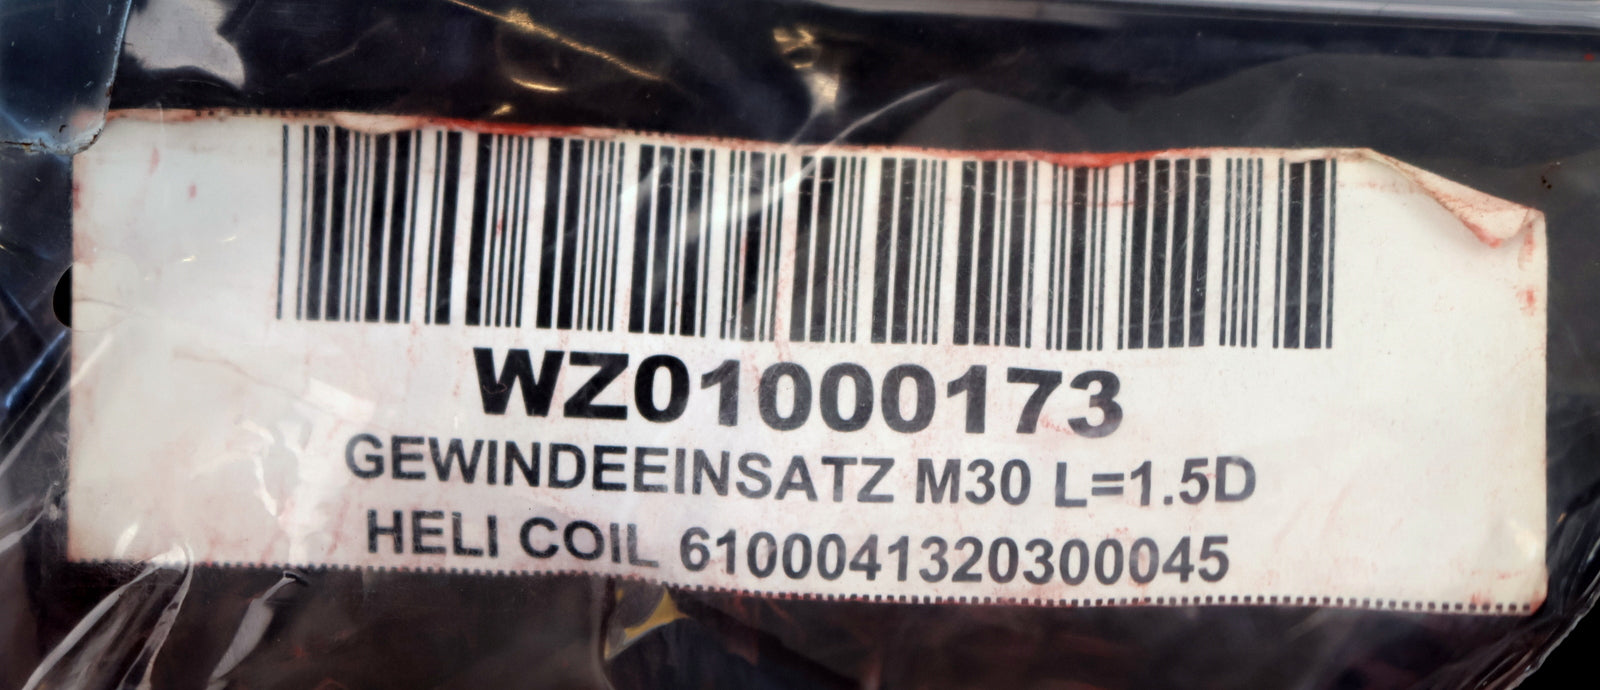 WZ01000173
GEWINDEEINSATZ M30 L=1.5D
HELI COIL 6100041320300045